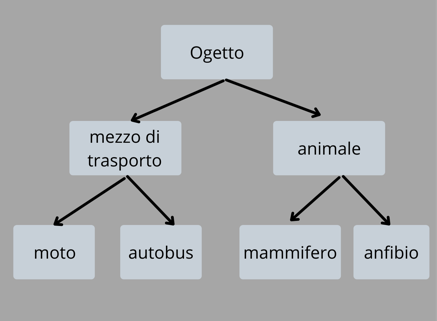 Ogetto
mezzo di
trasporto
animale
moto
autobus
mammifero
anfibio